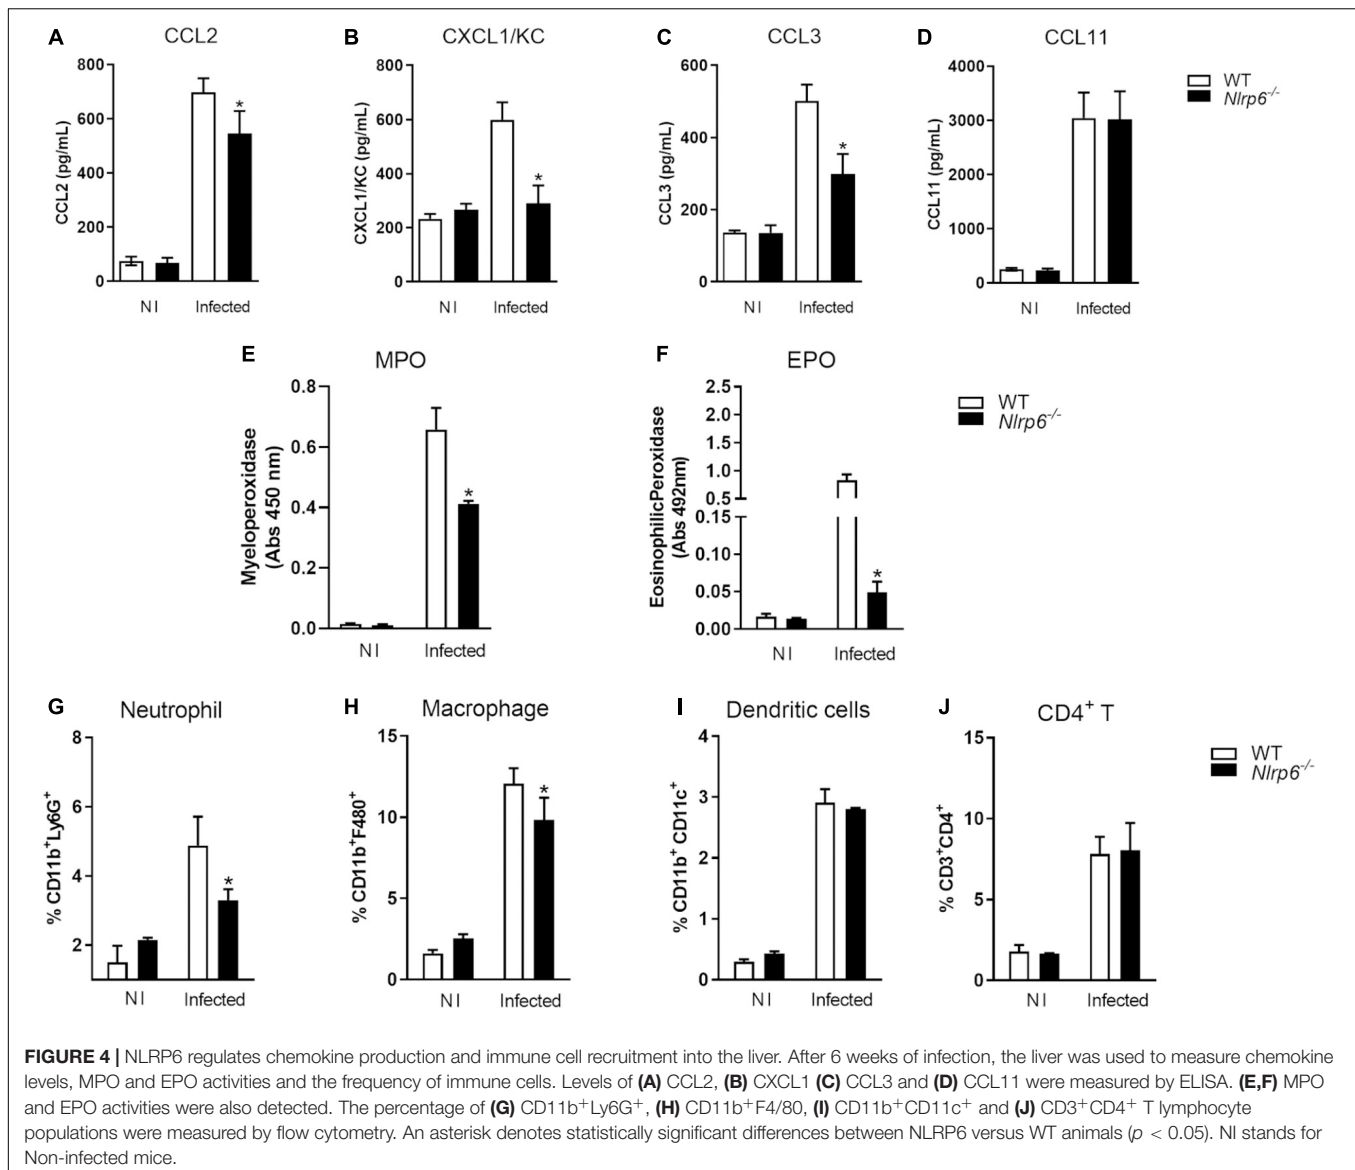 A CCL2
B CXCL1/KC
C CCL3
D CCL11
CCL2 (pg/mL)
800
600
400
200
0
NI Infected
*
CXCL1/KC (pg/mL)
800
600
400
200
0
NI Infected
*
CCL3 (pg/mL)
600
400
200
0
NI Infected
*
CCL11 (pg/mL)
4000
3000
2000
1000
0
NI Infected
WT
Nlrp6-/-
E MPO
F EPO
Myeloperoxidase
(Abs 450 nm)
0.8
0.6
0.4
0.2
0.0
NI Infected
*
EosinophilicPeroxidase
(Abs 492nm)
2.5
2.0
1.5
1.0
0.5
0.15
0.10
0.05
0.00
NI Infected
*
WT
Nlrp6-/-
G Neutrophil
H Macrophage
I Dendritic cells
J CD4+ T
% CD11b+Ly6G+
8
6
4
2
NI Infected
*
% CD11b+F480+
15
10
5
0
NI Infected
*
% CD11b+ CD11c+
4
3
2
1
0
NI Infected
% CD3+CD4+
15
10
5
0
NI Infected
WT
Nlrp6-/-
FIGURE 4 | NLRP6 regulates chemokine production and immune cell recruitment into the liver. After 6 weeks of infection, the liver was used to measure chemokine
levels, MPO and EPO activities and the frequency of immune cells. Levels of (A) CCL2, (B) CXCL1 (C) CCL3 and (D) CCL11 were measured by ELISA. (E,F) MPO
and EPO activities were also detected. The percentage of (G) CD11b+Ly6G+, (H) CD11b+F4/80, (I) CD11b+CD11c+ and (J) CD3+CD4+ T lymphocyte
populations were measured by flow cytometry. An asterisk denotes statistically significant differences between NLRP6 versus WT animals (p < 0.05). NI stands for
Non-infected mice.